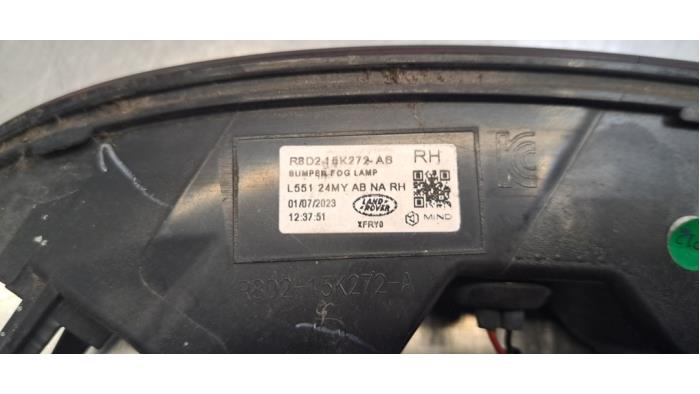 R8D2-15K272-AB RH
BUMPER FOG LAMP
L551 24MY AB NA RH
01/07/2023 LAND ROVER
12:37:51 XFRY0 MIND
R8D2-15K272-A